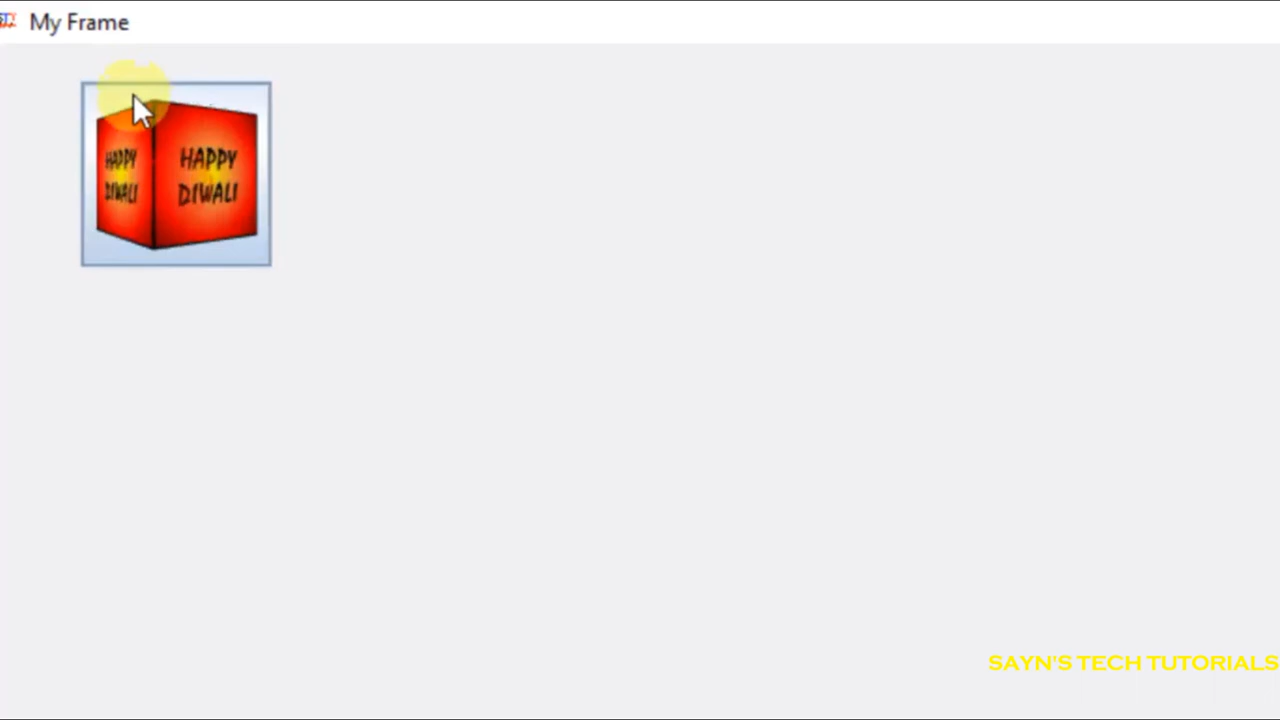 My Frame
HAPPY
DIWALI
HAPPY
DIWALI
SAYN'S TECH TUTORIALS